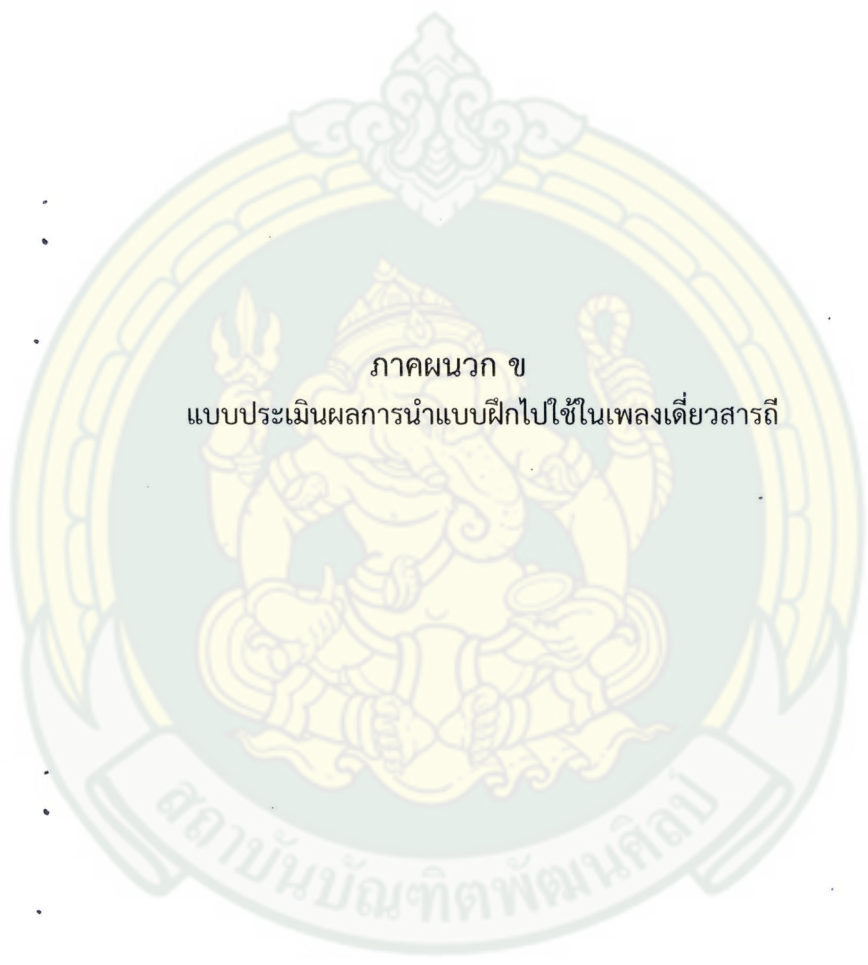 ภาคผนวก ข
แบบประเมินผลการนำแบบฝึกไปใช้ในเพลงเดี่ยวสารถี
สถาบันบัณฑิตพัฒนศิลป์